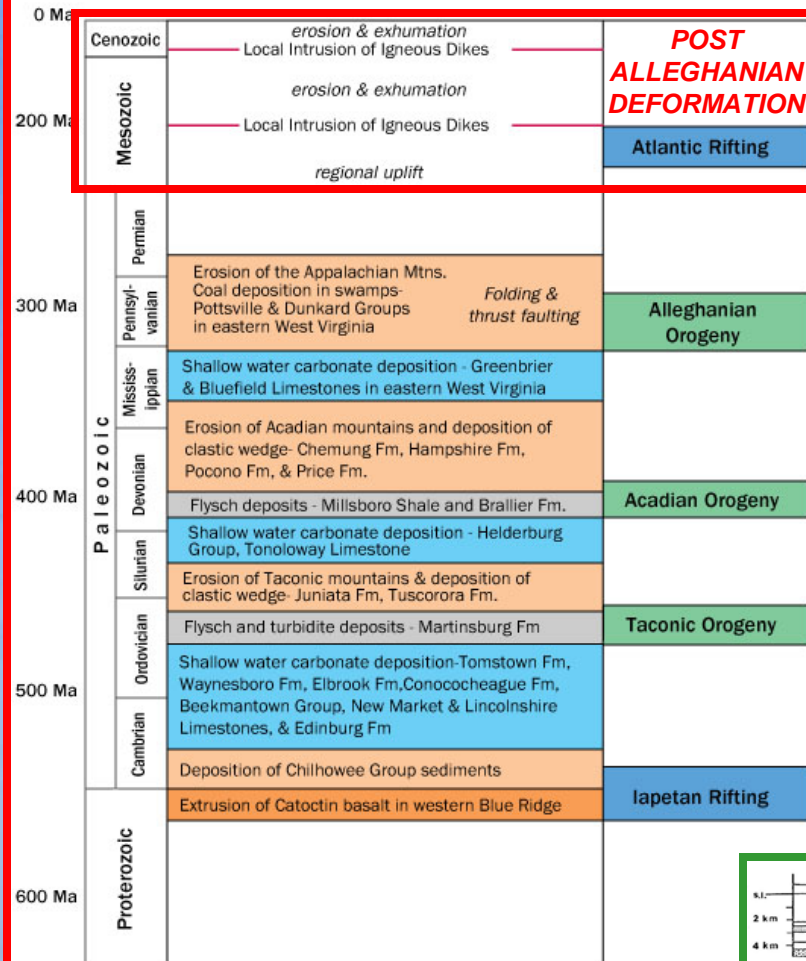 0 Ma
Cenozoic
erosion & exhumation
Local Intrusion of Igneous Dikes
POST
ALLEGHANIAN
DEFORMATION
Mesozoic
erosion & exhumation
200 Ma
Local Intrusion of Igneous Dikes
Atlantic Rifting
regional uplift
Paleozoic
Permian
Erosion of the Appalachian Mtns.
Coal deposition in swamps-
Pottsville & Dunkard Groups
in eastern West Virginia
Folding &
thrust faulting
300 Ma
Pennsyl-
vanian
Alleghanian
Orogeny
Mississ-
ippian
Shallow water carbonate deposition - Greenbrier
& Bluefield Limestones in eastern West Virginia
Devonian
Erosion of Acadian mountains and deposition of
clastic wedge- Chemung Fm, Hampshire Fm,
Pocono Fm, & Price Fm.
400 Ma
Flysch deposits - Millsboro Shale and Brallier Fm.
Acadian Orogeny
Silurian
Shallow water carbonate deposition - Helderburg
Group, Tonoloway Limestone
Erosion of Taconic mountains & deposition of
clastic wedge- Juniata Fm, Tuscorora Fm.
Ordovician
Flysch and turbidite deposits - Martinsburg Fm
Taconic Orogeny
Shallow water carbonate deposition-Tomstown Fm,
Waynesboro Fm, Elbrook Fm,Conococheague Fm,
Beekmantown Group, New Market & Lincolnshire
Limestones, & Edinburg Fm
500 Ma
Cambrian
Deposition of Chilhowee Group sediments
Iapetan Rifting
Extrusion of Catoctin basalt in western Blue Ridge
Proterozoic
600 Ma
s.l.
2 km
4 km